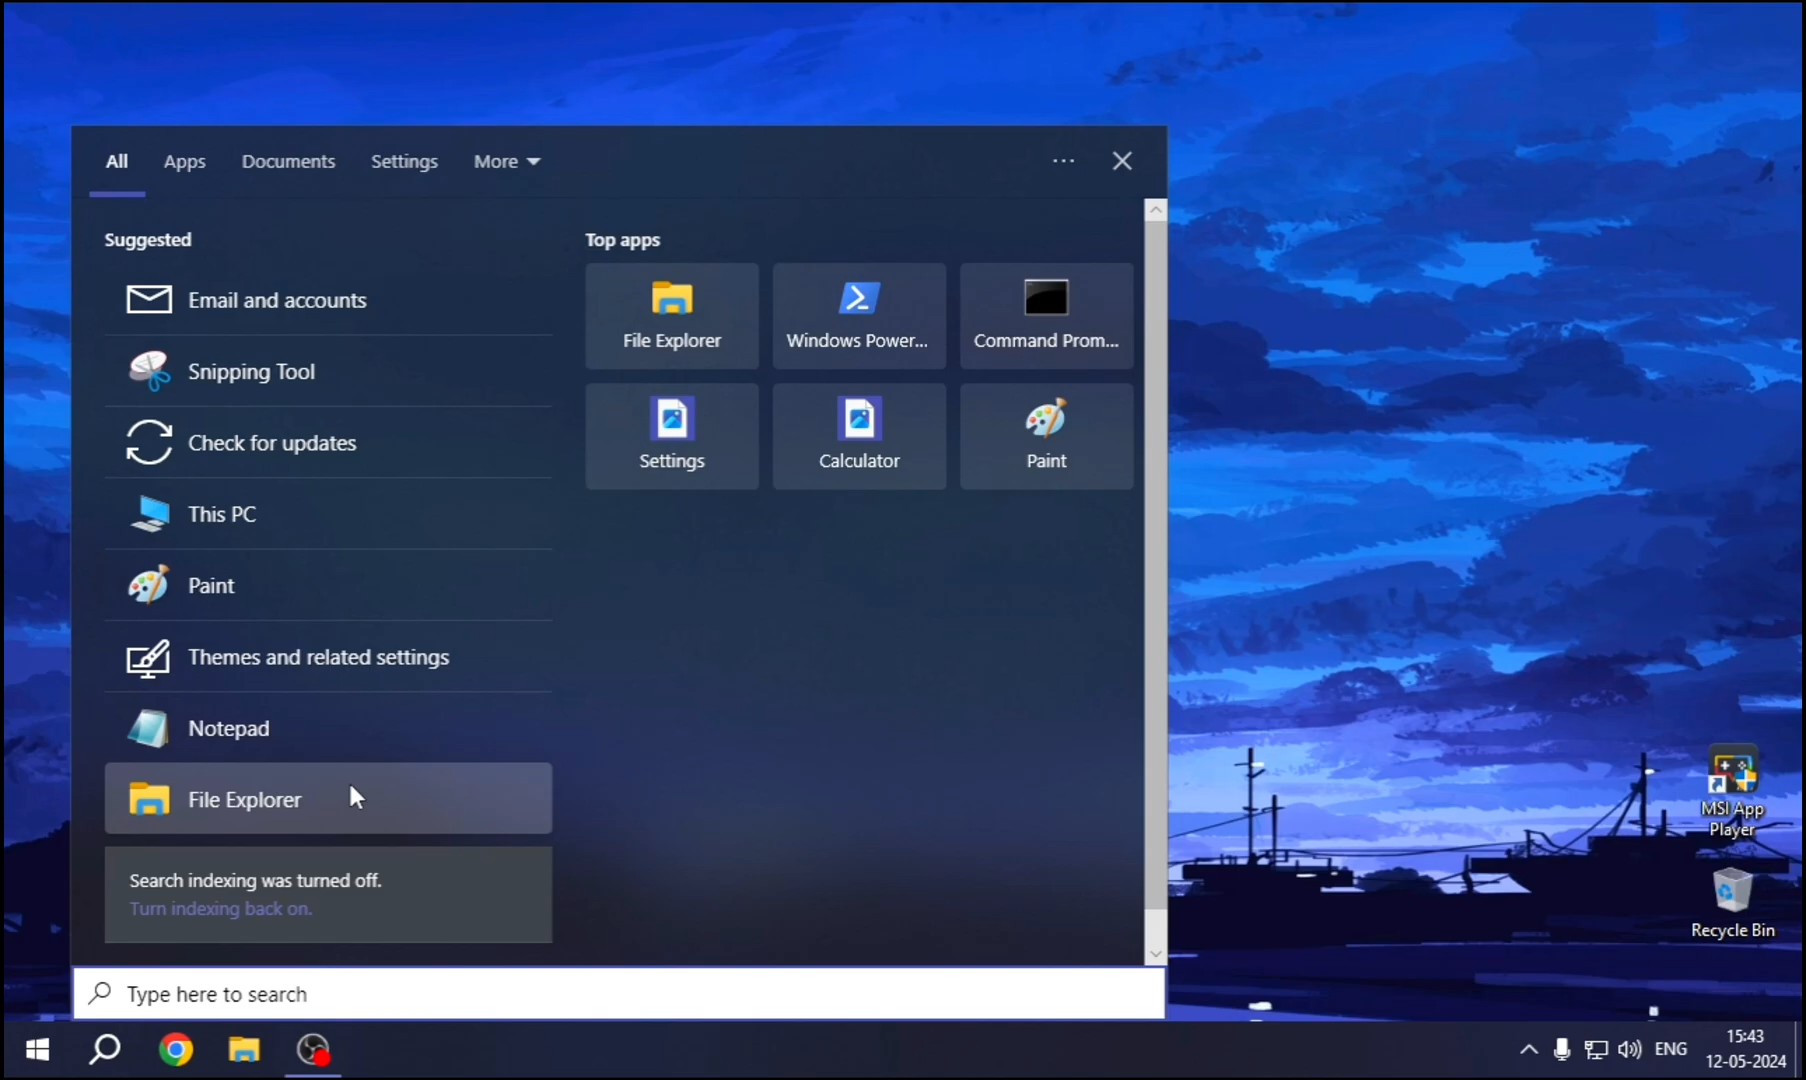 All Apps Documents Settings More
Suggested
Email and accounts
Snipping Tool
Check for updates
This PC
Paint
Themes and related settings
Notepad
File Explorer
Search indexing was turned off.
Turn indexing back on.
Top apps
File Explorer
Windows Power...
Command Prom...
Settings
Calculator
Paint
Type here to search
MSI App
Player
Recycle Bin
ENG
15:43
12-05-2024